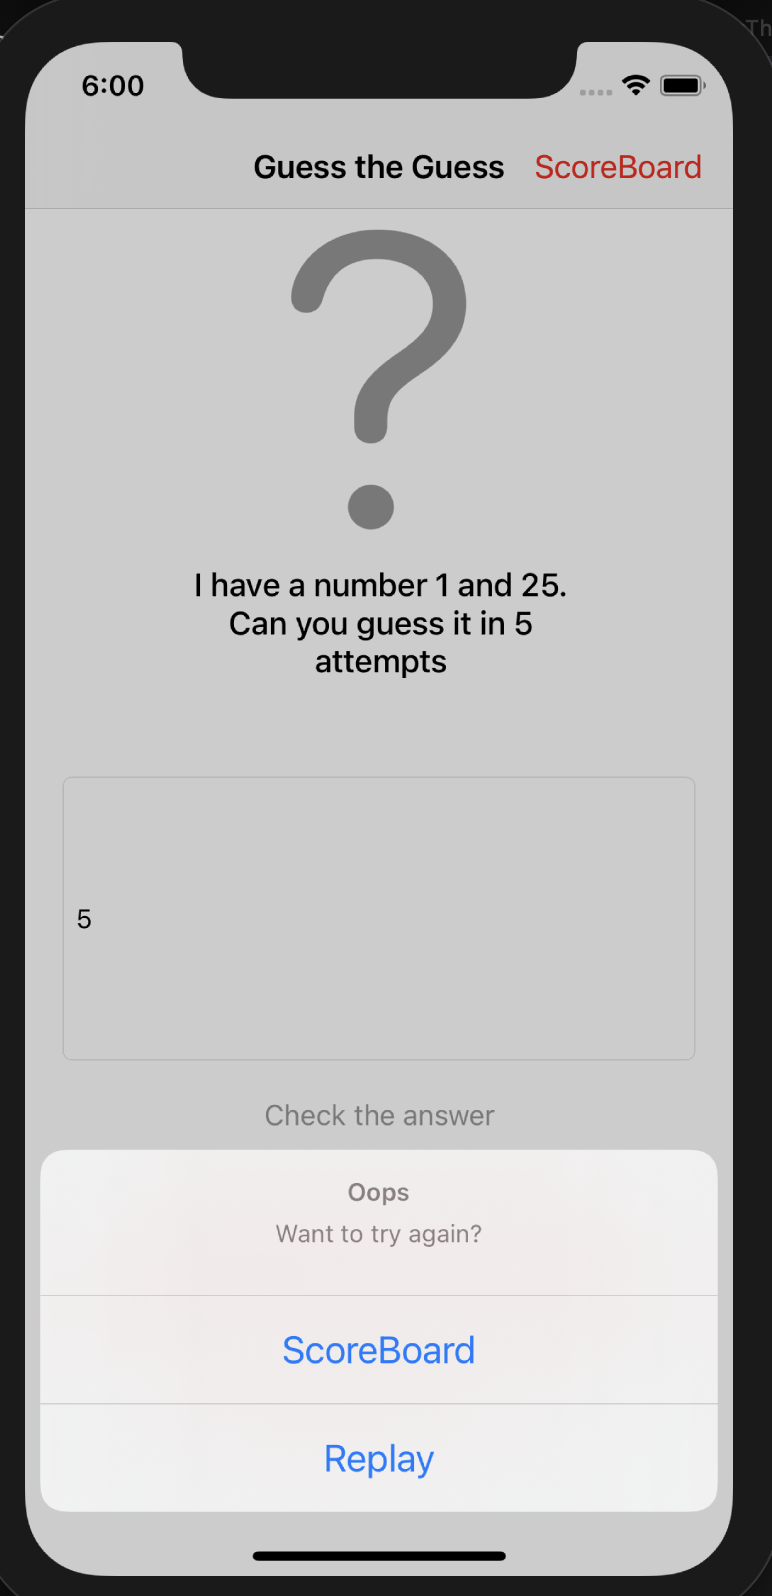 Th
6:00
Guess the Guess ScoreBoard
?
I have a number 1 and 25.
Can you guess it in 5
attempts
5
Check the answer
Oops
Want to try again?
ScoreBoard
Replay